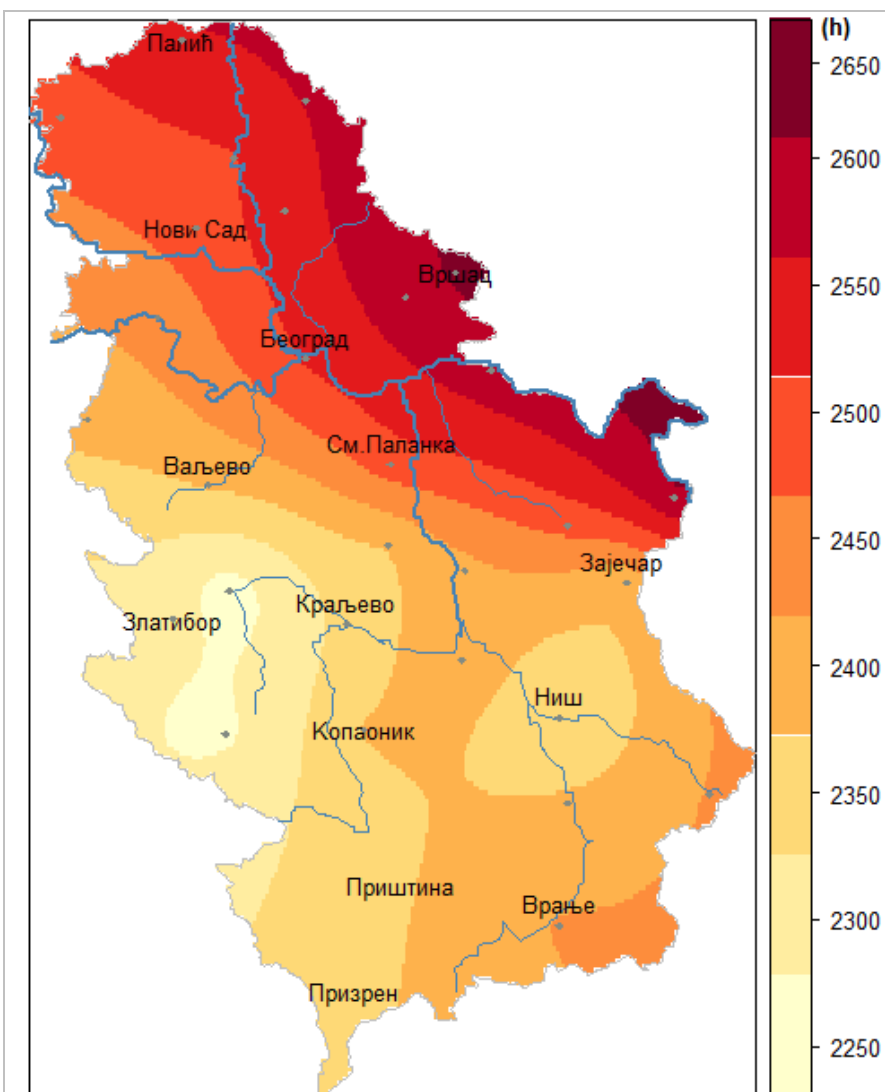 (h)
Палић
2650
2600
Нови Сад
Вршац
2550
Београд
2500
См.Паланка
Ваљево
2450
Зајечар
Краљево
Златибор
2400
Ниш
Копаоник
2350
Приштина
Врање
2300
Призрен
2250